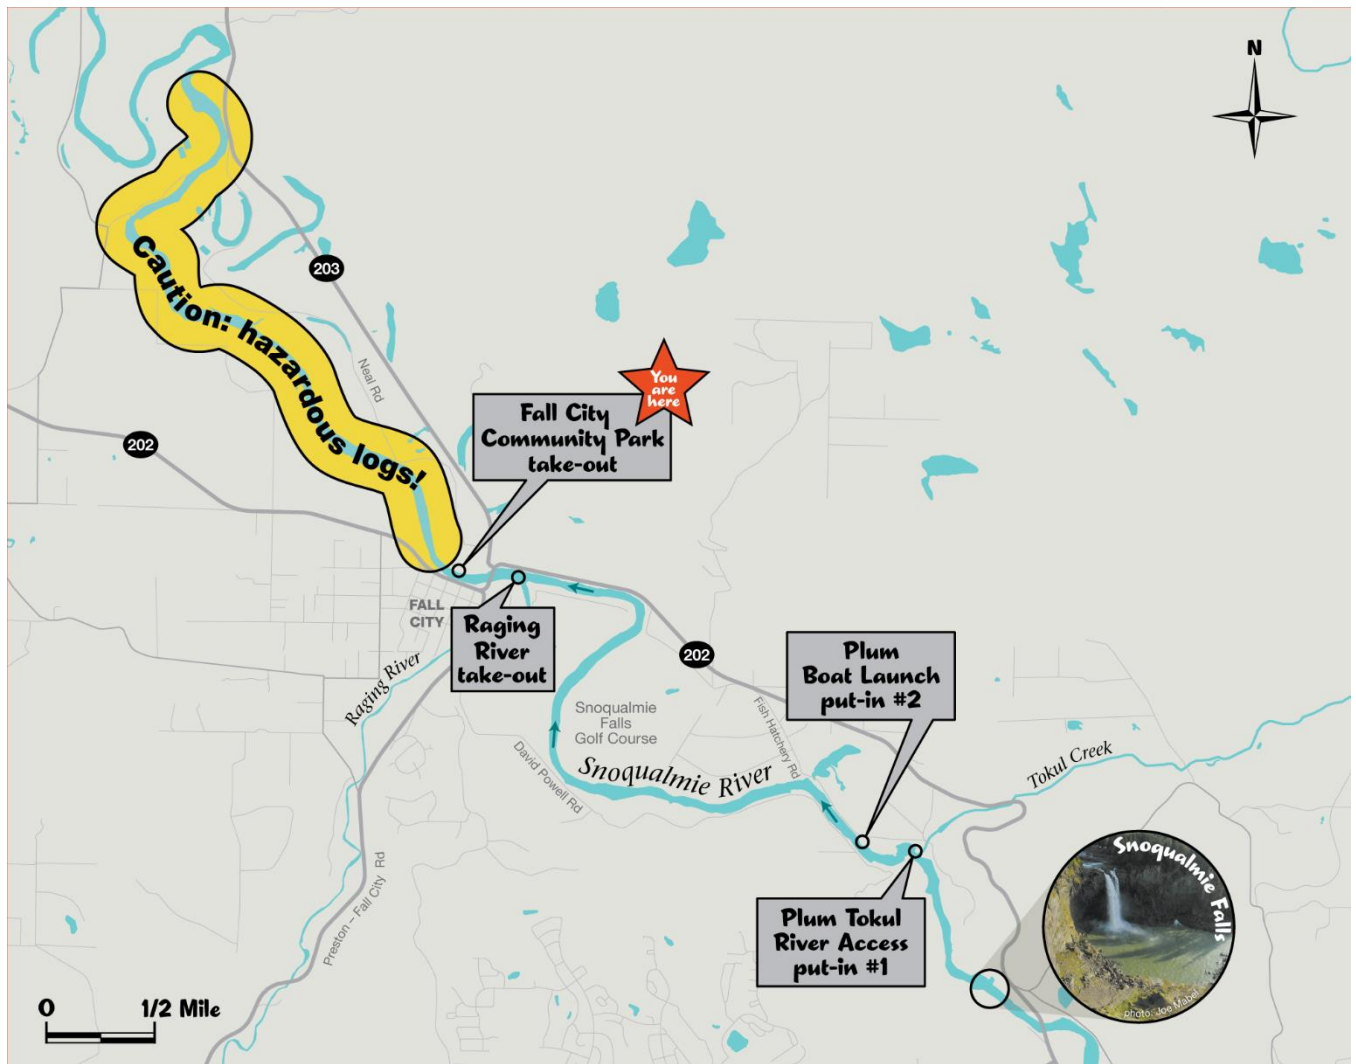 N
Caution: hazardous logs!
203
Neal Rd
You
are
here
Fall City
Community Park
take-out
202
FALL
CITY
Raging
River
take-out
Raging River
202
Plum
Boat Launch
put-in #2
Snoqualmie
Falls
Golf Course
Fish Hatchery Rd
David Powell Rd
Snoqualmie River
Tokul Creek
Plum Tokul
River Access
put-in #1
Snoqualmie Falls
photo: Joe Mabel
Preston – Fall City Rd
0 1/2 Mile